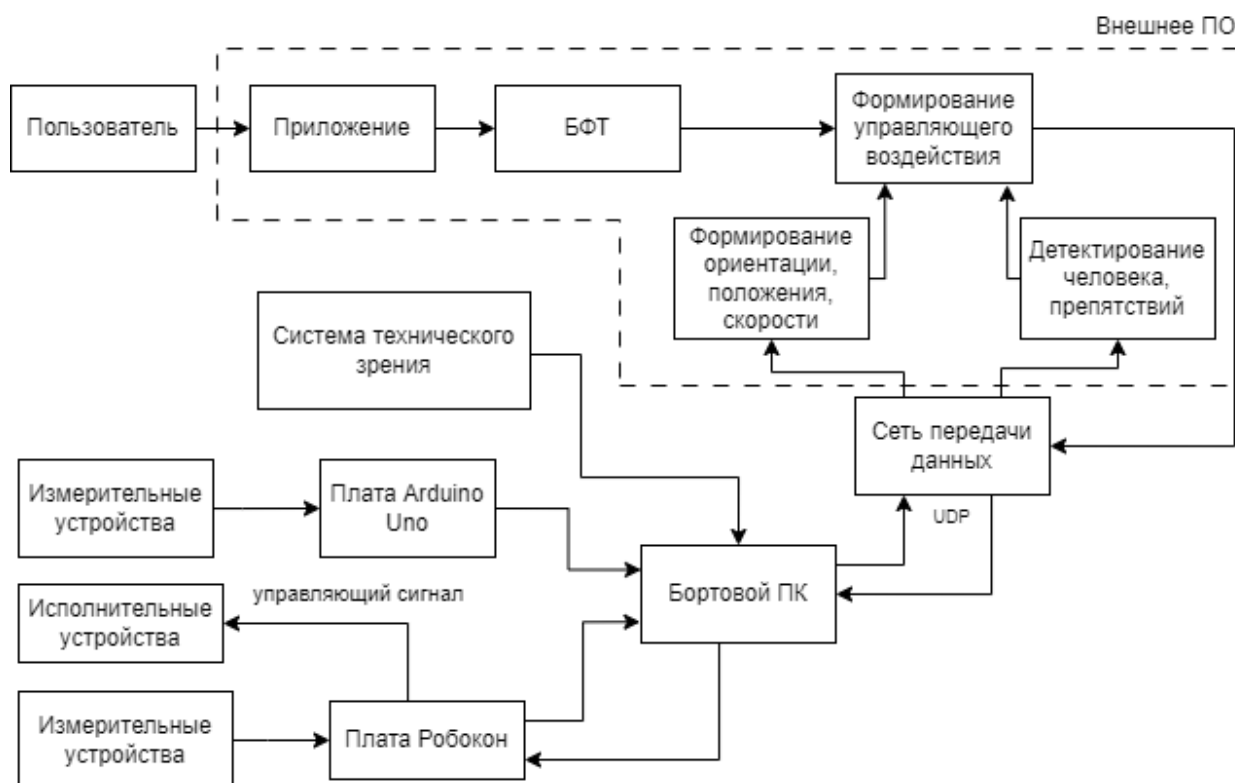 Внешнее ПО
Пользователь
Приложение
БФТ
Формирование
управляющего
воздействия
Формирование
ориентации,
положения,
скорости
Детектирование
человека,
препятствий
Система технического
зрения
Сеть передачи
данных
UDP
Измерительные
устройства
Плата Arduino
Uno
Бортовой ПК
Исполнительные
устройства
управляющий сигнал
Измерительные
устройства
Плата Робокон